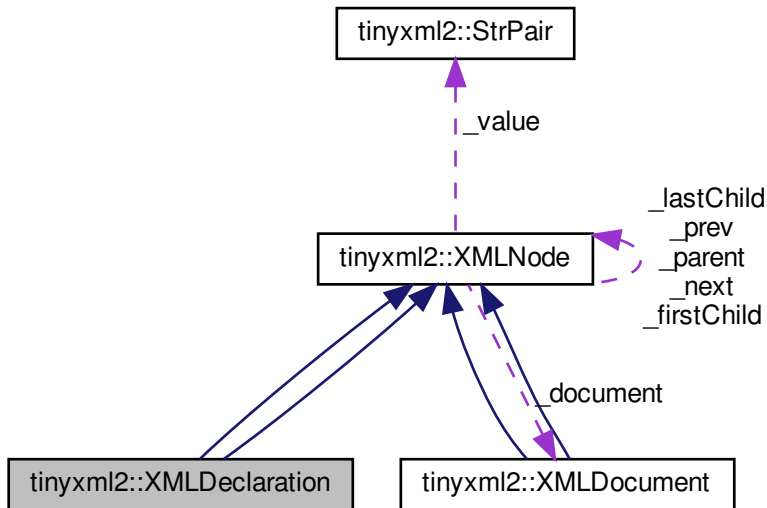 tinyxml2::StrPair
_value
_lastChild
_prev
tinyxml2::XMLNode
_parent
_next
_firstChild
_document
tinyxml2::XMLDeclaration
tinyxml2::XMLDocument